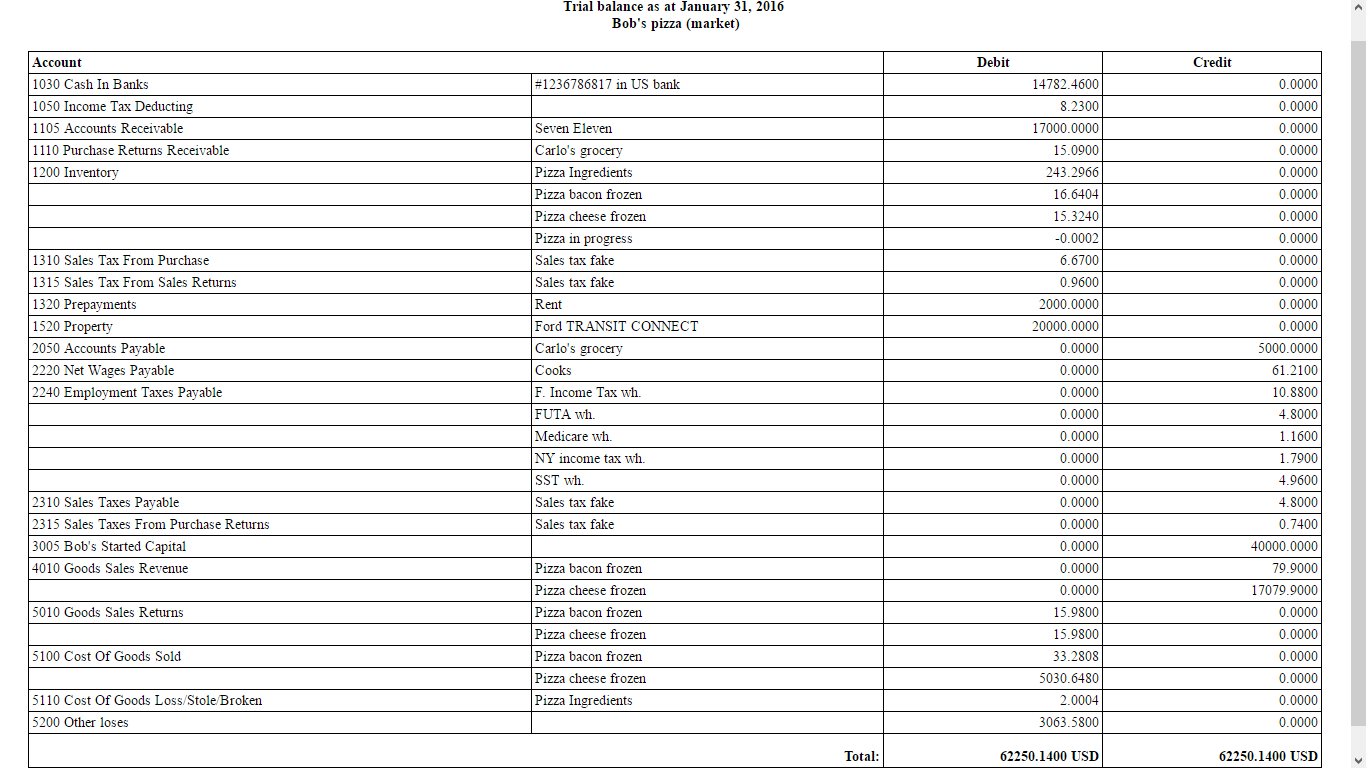 Trial balance as at January 31, 2016
Bob's pizza (market)
Account Debit Credit
1030 Cash In Banks #1236786817 in US bank 14782.4600 0.0000
1050 Income Tax Deducting 8.2300 0.0000
1105 Accounts Receivable Seven Eleven 17000.0000 0.0000
1110 Purchase Returns Receivable Carlo's grocery 15.0900 0.0000
1200 Inventory Pizza Ingredients 243.2966 0.0000
Pizza bacon frozen 16.6404 0.0000
Pizza cheese frozen 15.3240 0.0000
Pizza in progress -0.0002 0.0000
1310 Sales Tax From Purchase Sales tax fake 6.6700 0.0000
1315 Sales Tax From Sales Returns Sales tax fake 0.9600 0.0000
1320 Prepayments Rent 2000.0000 0.0000
1520 Property Ford TRANSIT CONNECT 20000.0000 0.0000
2050 Accounts Payable Carlo's grocery 0.0000 5000.0000
2220 Net Wages Payable Cooks 0.0000 61.2100
2240 Employment Taxes Payable F. Income Tax wh. 0.0000 10.8800
FUTA wh. 0.0000 4.8000
Medicare wh. 0.0000 1.1600
NY income tax wh. 0.0000 1.7900
SST wh. 0.0000 4.9600
2310 Sales Taxes Payable Sales tax fake 0.0000 4.8000
2315 Sales Taxes From Purchase Returns Sales tax fake 0.0000 0.7400
3005 Bob's Started Capital 0.0000 40000.0000
4010 Goods Sales Revenue Pizza bacon frozen 0.0000 79.9000
Pizza cheese frozen 0.0000 17079.9000
5010 Goods Sales Returns Pizza bacon frozen 15.9800 0.0000
Pizza cheese frozen 15.9800 0.0000
5100 Cost Of Goods Sold Pizza bacon frozen 33.2808 0.0000
Pizza cheese frozen 5030.6480 0.0000
5110 Cost Of Goods Loss/Stole/Broken Pizza Ingredients 2.0004 0.0000
5200 Other loses 3063.5800 0.0000
Total: 62250.1400 USD 62250.1400 USD